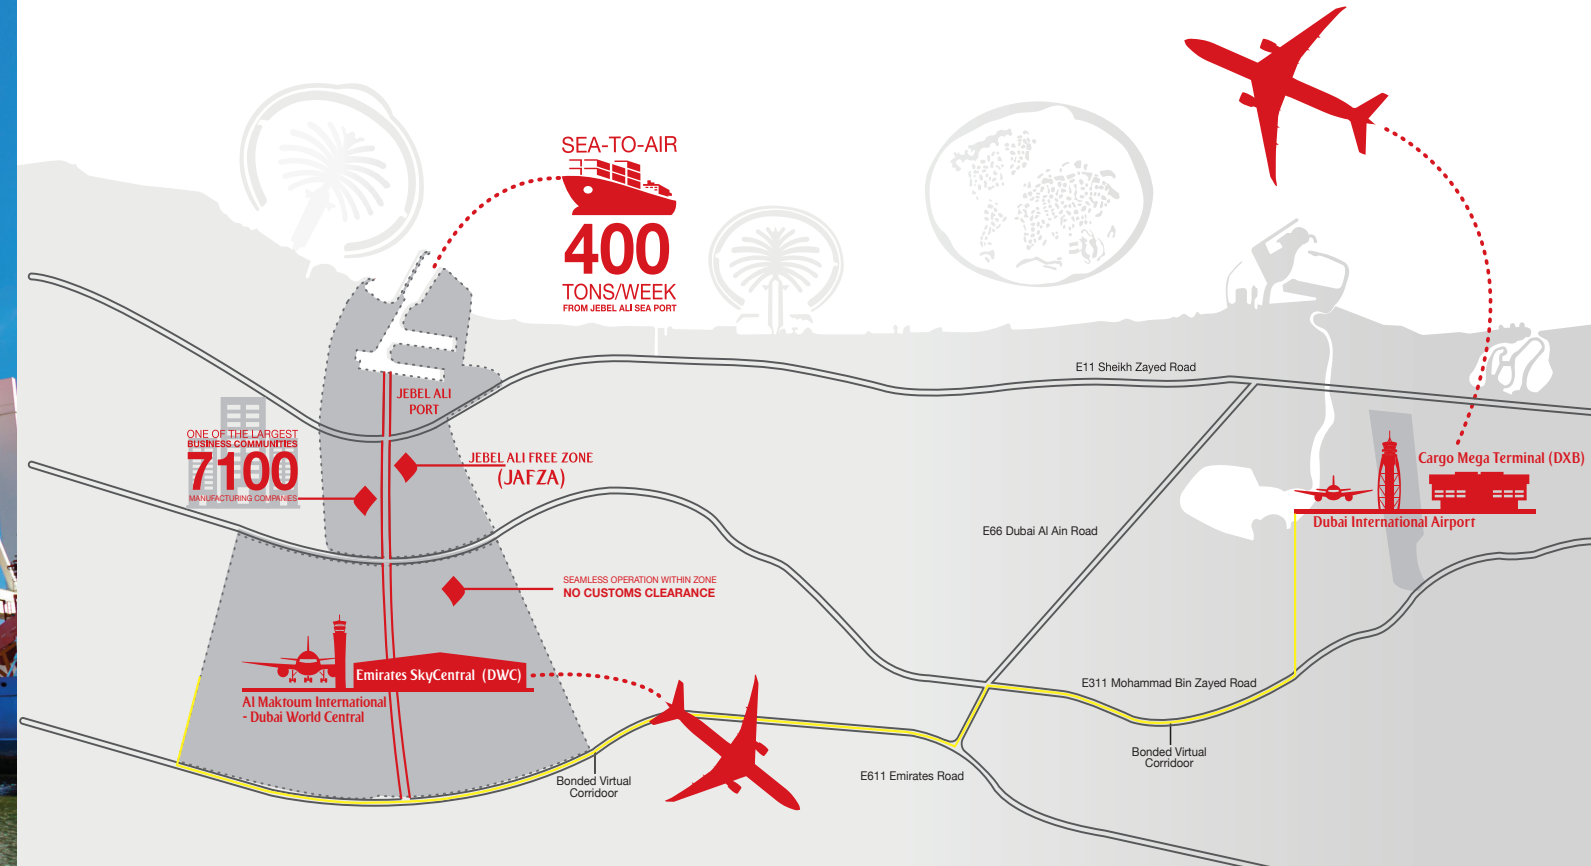 SEA-TO-AIR
400
TONS/WEEK
FROM JEBEL ALI SEA PORT
E11 Sheikh Zayed Road
JEBEL ALI
PORT
ONE OF THE LARGEST
BUSINESS COMMUNITIES
7100
MANUFACTURING COMPANIES
JEBEL ALI FREE ZONE
(JAFZA)
Cargo Mega Terminal (DXB)
Dubai International Airport
E66 Dubai Al Ain Road
SEAMLESS OPERATION WITHIN ZONE
NO CUSTOMS CLEARANCE
Emirates SkyCentral (DWC)
Al Maktoum International
- Dubai World Central
E311 Mohammad Bin Zayed Road
Bonded Virtual
Corridoor
E611 Emirates Road
Bonded Virtual
Corridoor